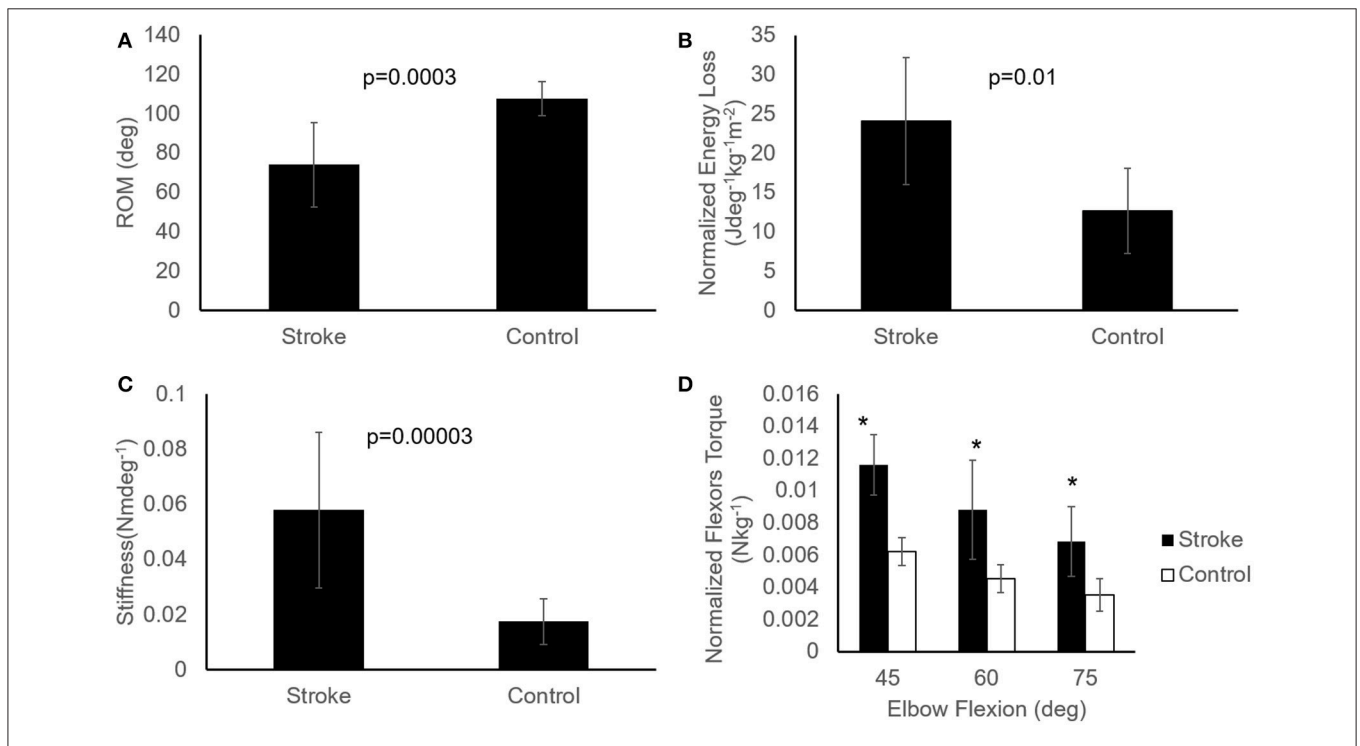 A
140
120
100
80
60
40
20
0
ROM (deg)
p=0.0003
Stroke
Control
B
35
30
25
20
15
10
5
0
Normalized Energy Loss
(Jdeg⁻¹kg⁻¹m⁻²)
p=0.01
Stroke
Control
C
0.1
0.08
0.06
0.04
0.02
0
Stiffness(Nmdeg⁻¹)
p=0.00003
Stroke
Control
D
0.016
0.014
0.012
0.01
0.008
0.006
0.004
0.002
0
Normalized Flexors Torque
(Nkg⁻¹)
*
*
*
45
60
75
Elbow Flexion (deg)
Stroke
Control